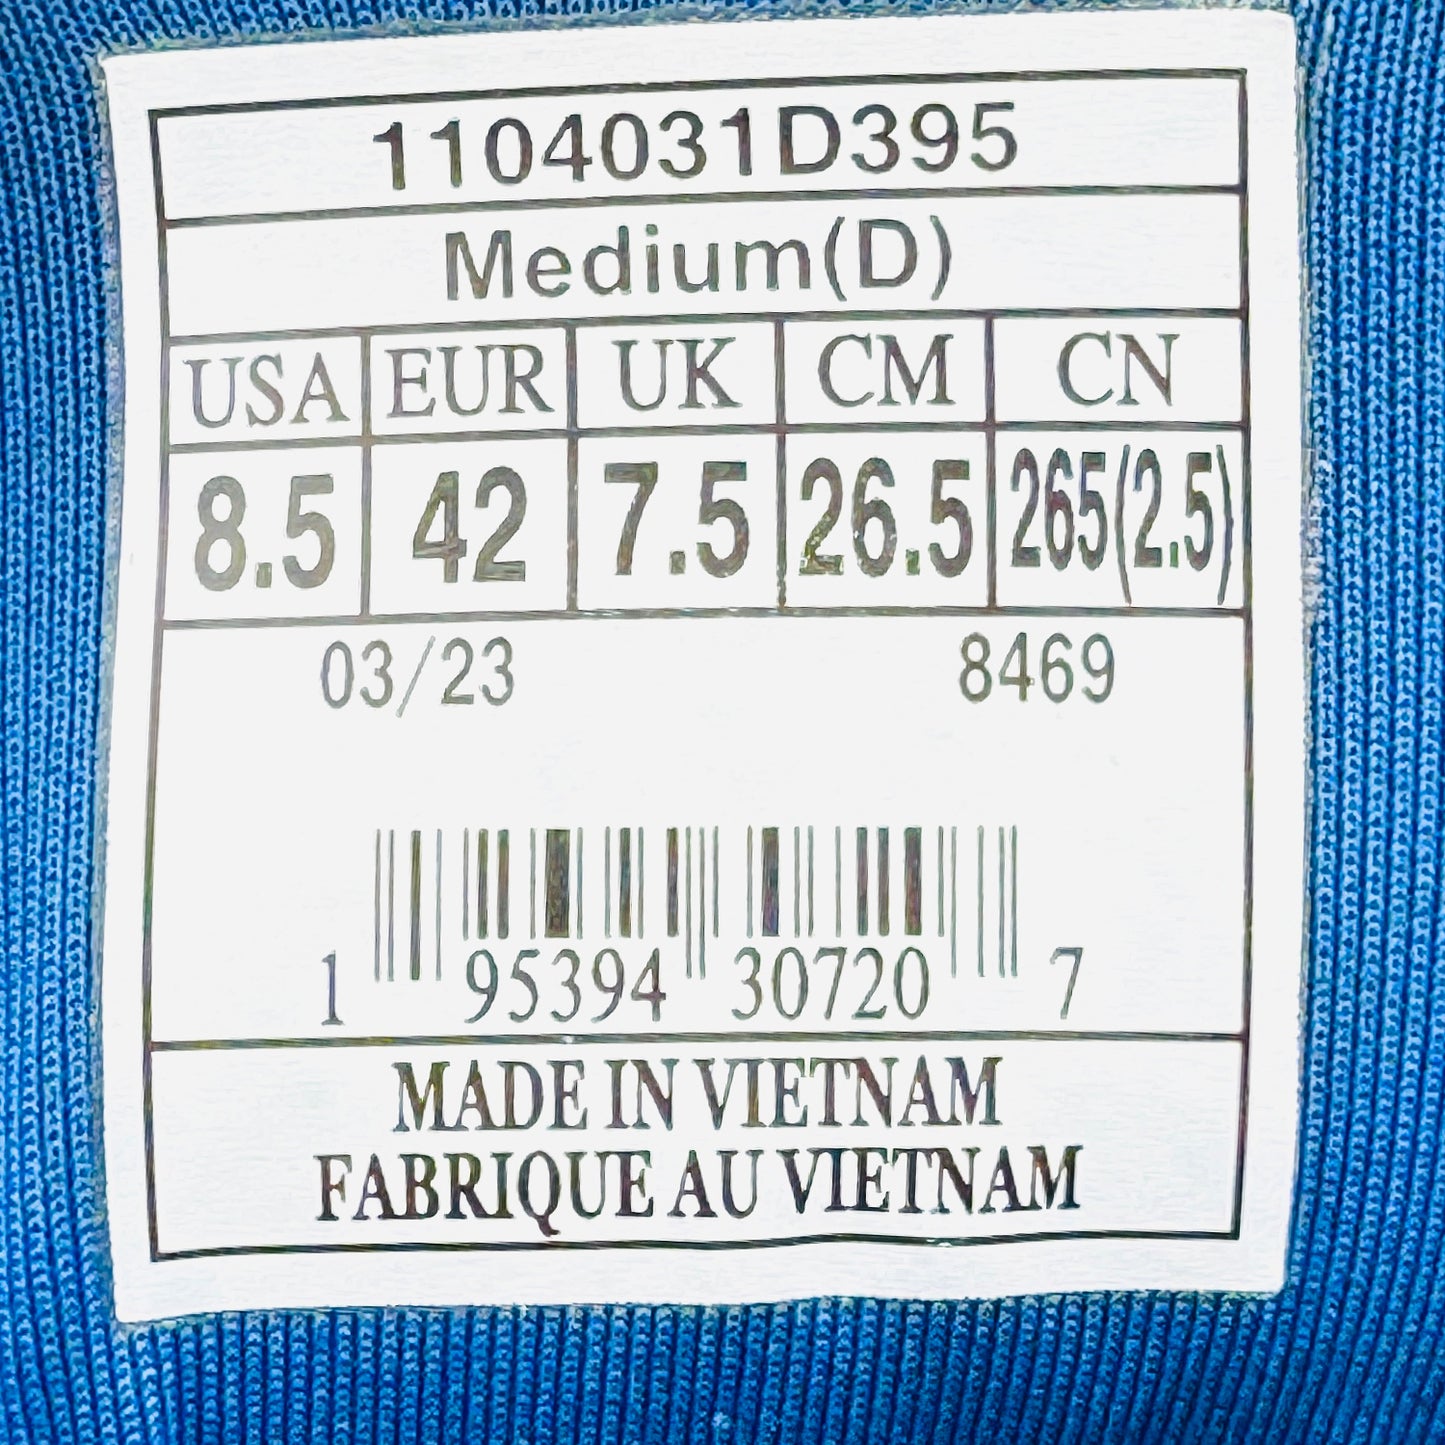 1104031D395
Medium(D)
USA EUR UK CM CN
8.5 42 7.5 26.5 265(2.5)
03/23 8469
1 95394 30720 7
MADE IN VIETNAM
FABRIQUE AU VIETNAM